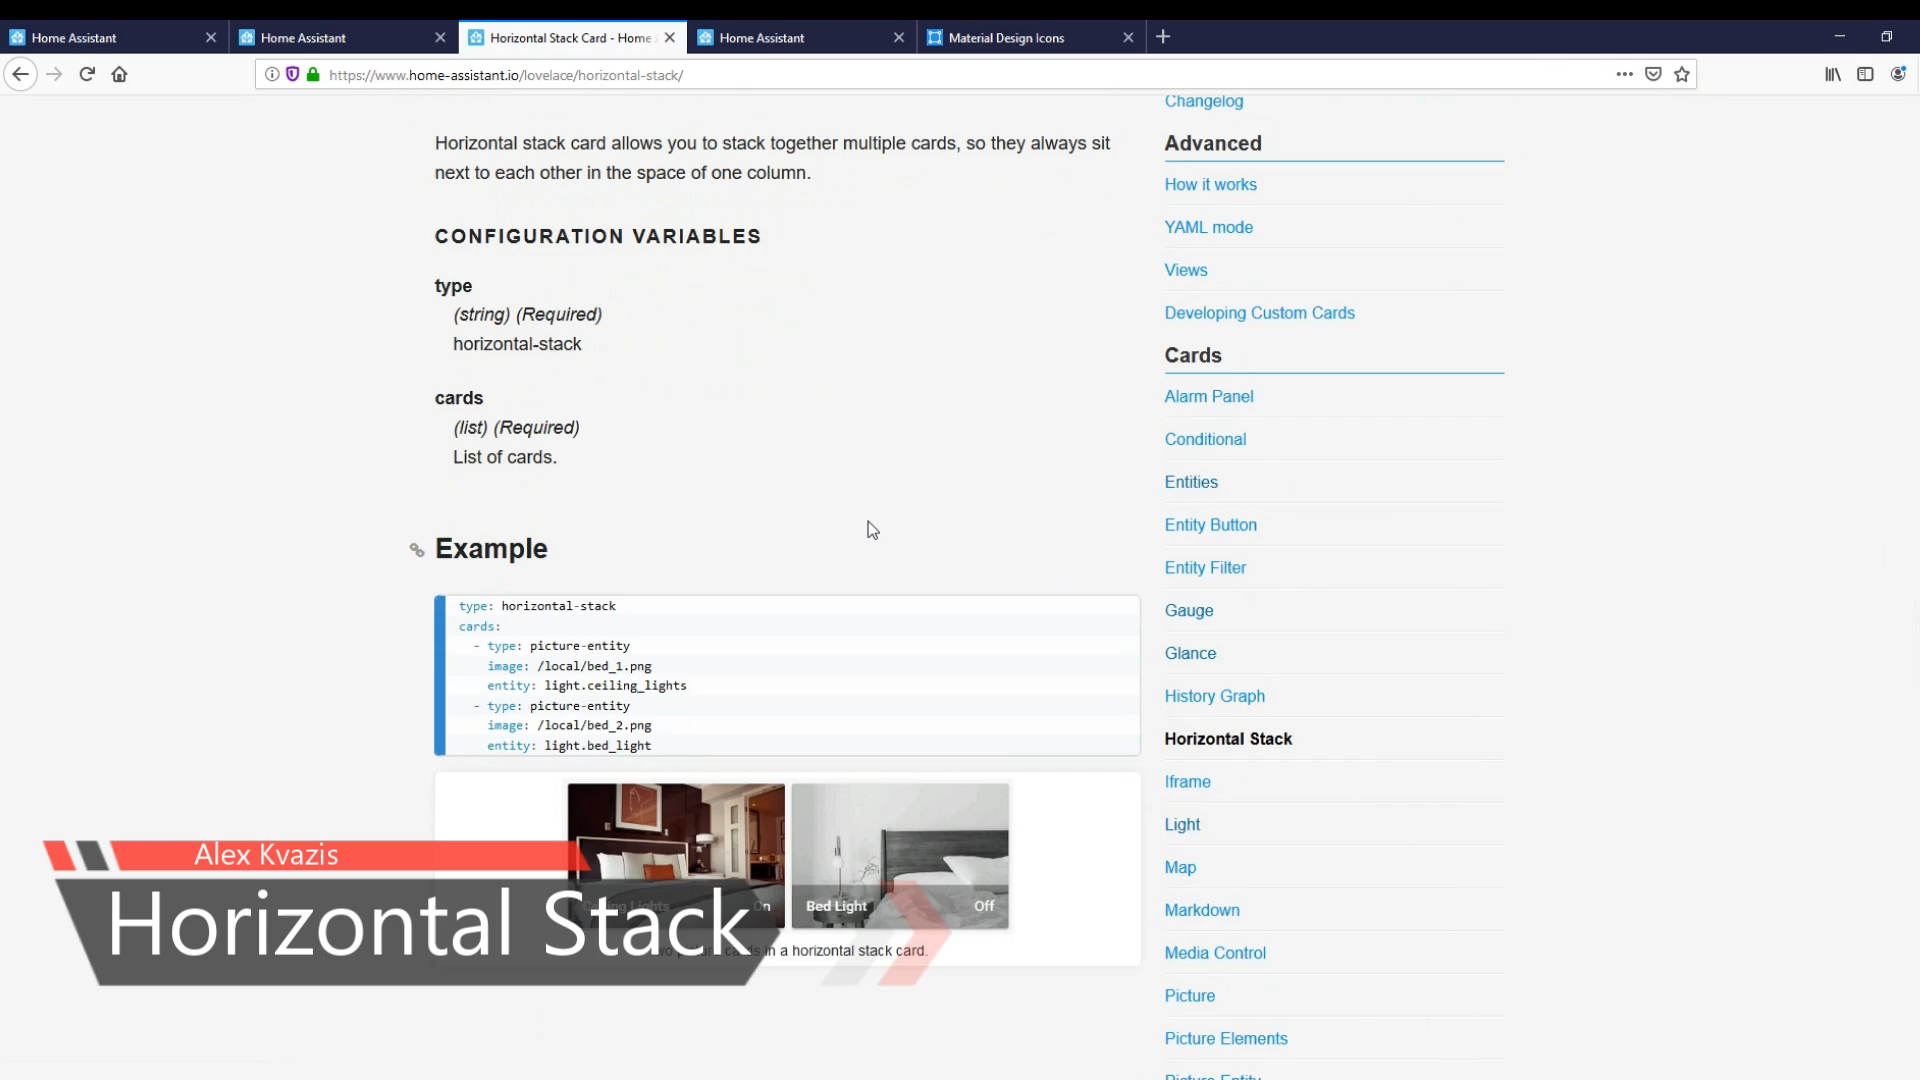 Home Assistant
Home Assistant
Horizontal Stack Card - Home
Home Assistant
Material Design Icons
https://www.home-assistant.io/lovelace/horizontal-stack/
Horizontal stack card allows you to stack together multiple cards, so they always sit
next to each other in the space of one column.
CONFIGURATION VARIABLES
type
(string) (Required)
horizontal-stack
cards
(list) (Required)
List of cards.
Example
type: horizontal-stack
cards:
- type: picture-entity
image: /local/bed_1.png
entity: light.ceiling_lights
- type: picture-entity
image: /local/bed_2.png
entity: light.bed_light
Bed Light Off
in a horizontal stack card.
Alex Kvazis
Horizontal Stack
Changelog
Advanced
How it works
YAML mode
Views
Developing Custom Cards
Cards
Alarm Panel
Conditional
Entities
Entity Button
Entity Filter
Gauge
Glance
History Graph
Horizontal Stack
Iframe
Light
Map
Markdown
Media Control
Picture
Picture Elements
Picture Entity